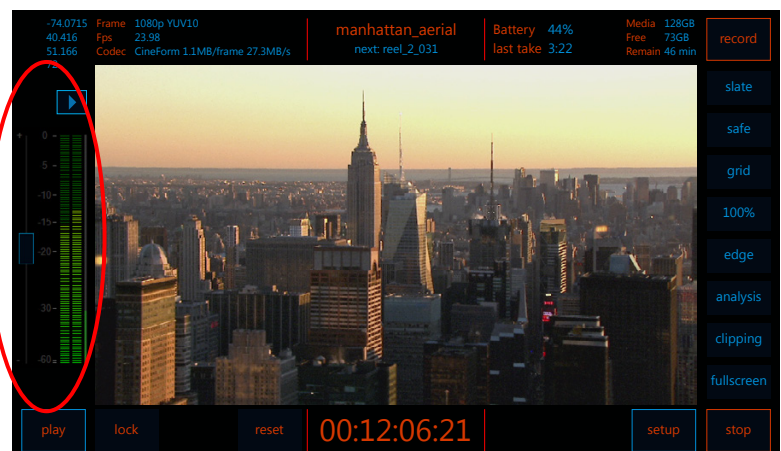 -74.0715
40.416
51.166
Frame 1080p YUV10
Fps 23.98
Codec CineForm 1.1MB/frame 27.3MB/s
manhattan_aerial
next: reel_2_031
Battery 44%
last take 3:22
Media 128GB
Free 73GB
Remain 46 min
record
slate
safe
grid
100%
edge
analysis
clipping
fullscreen
+ 0 -
5 -
-10-
-15-
-20-
30-
- -60-
play
lock
reset
00:12:06:21
setup
stop